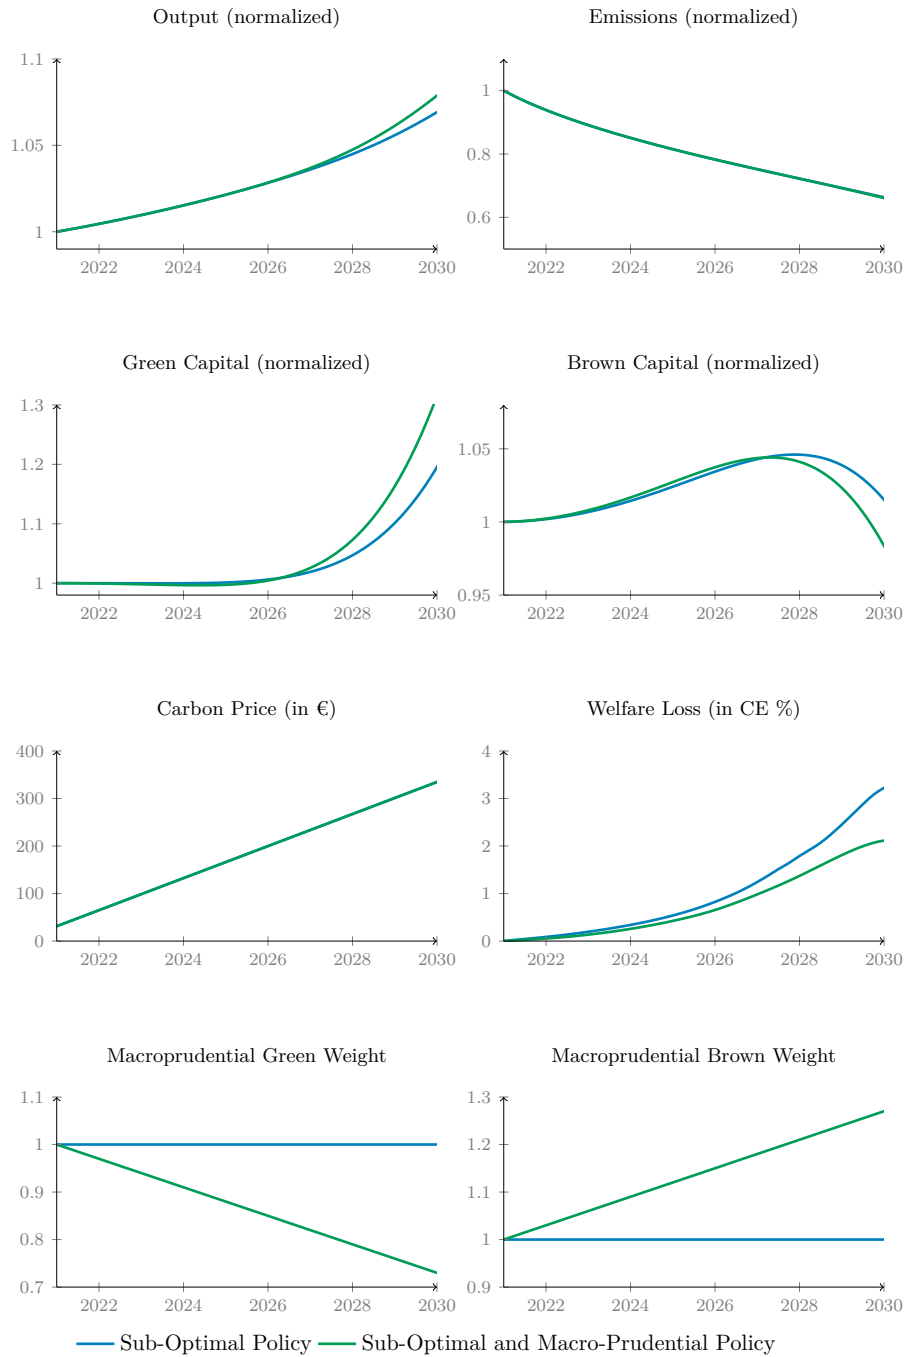 Output (normalized)
1.1
1.05
1
2022 2024 2026 2028 2030
Emissions (normalized)
1
0.8
0.6
2022 2024 2026 2028 2030
Green Capital (normalized)
1.3
1.2
1.1
1
2022 2024 2026 2028 2030
Brown Capital (normalized)
1.05
1
0.95
2022 2024 2026 2028 2030
Carbon Price (in €)
400
300
200
100
0
2022 2024 2026 2028 2030
Welfare Loss (in CE %)
4
3
2
1
0
2022 2024 2026 2028 2030
Macroprudential Green Weight
1.1
1
0.9
0.8
0.7
2022 2024 2026 2028 2030
Macroprudential Brown Weight
1.3
1.2
1.1
1
0.9
2022 2024 2026 2028 2030
Sub-Optimal Policy Sub-Optimal and Macro-Prudential Policy